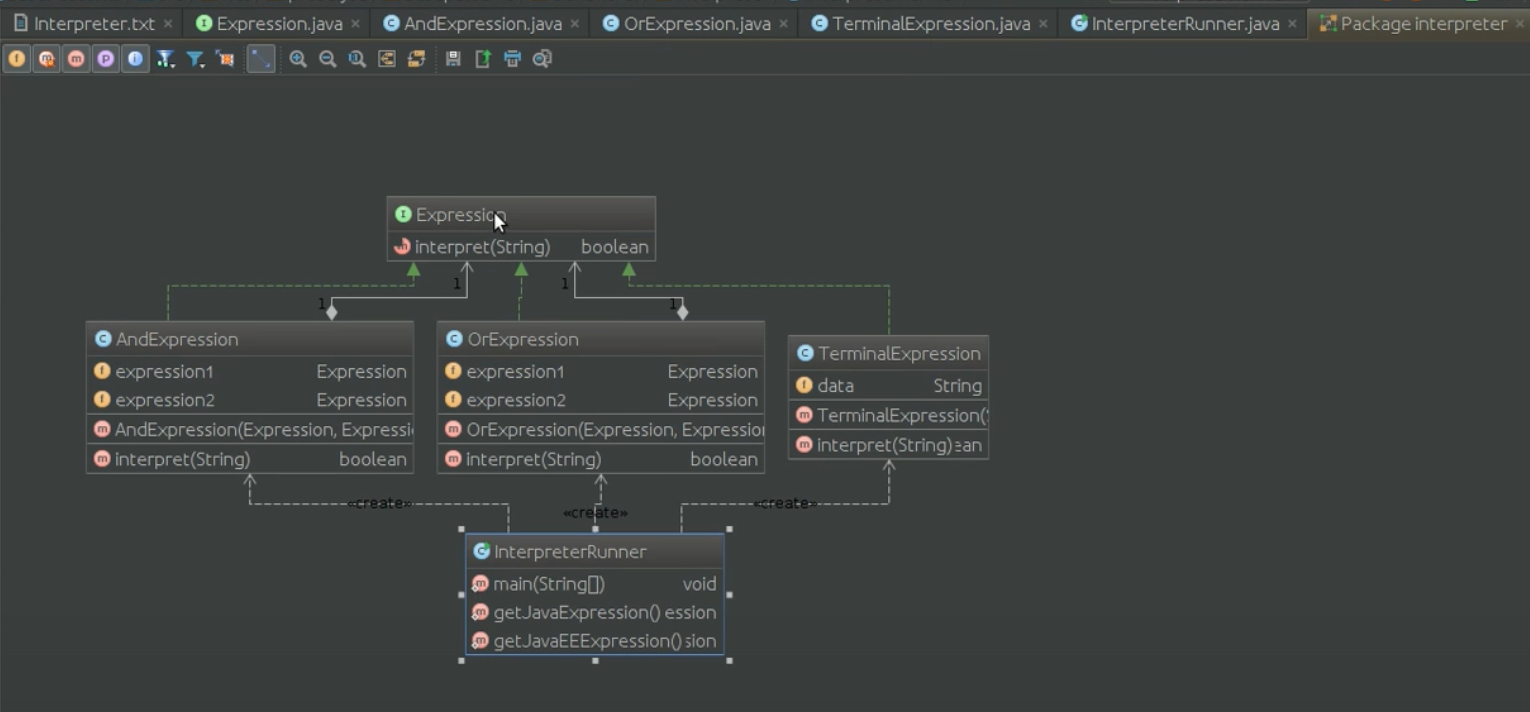 Interpreter.txt Expression.java AndExpression.java OrExpression.java TerminalExpression.java InterpreterRunner.java Package interpreter
Expression
interpret(String) boolean
1 1
1 1
AndExpression
expression1 Expression
expression2 Expression
AndExpression(Expression, Expressi
interpret(String) boolean
OrExpression
expression1 Expression
expression2 Expression
OrExpression(Expression, Expression
interpret(String) boolean
TerminalExpression
data String
TerminalExpression(S
interpret(String) ean
«create» «create» «create»
InterpreterRunner
main(String[]) void
getJavaExpression() ession
getJavaEEExpression() sion